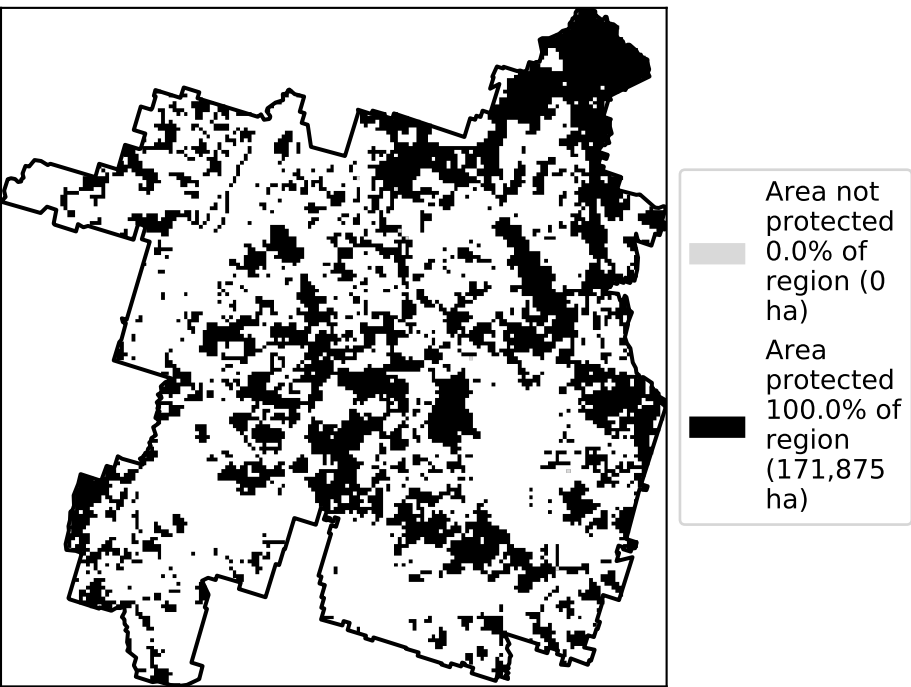 Area not
protected
0.0% of
region (0
ha)
Area
protected
100.0% of
region
(171,875
ha)